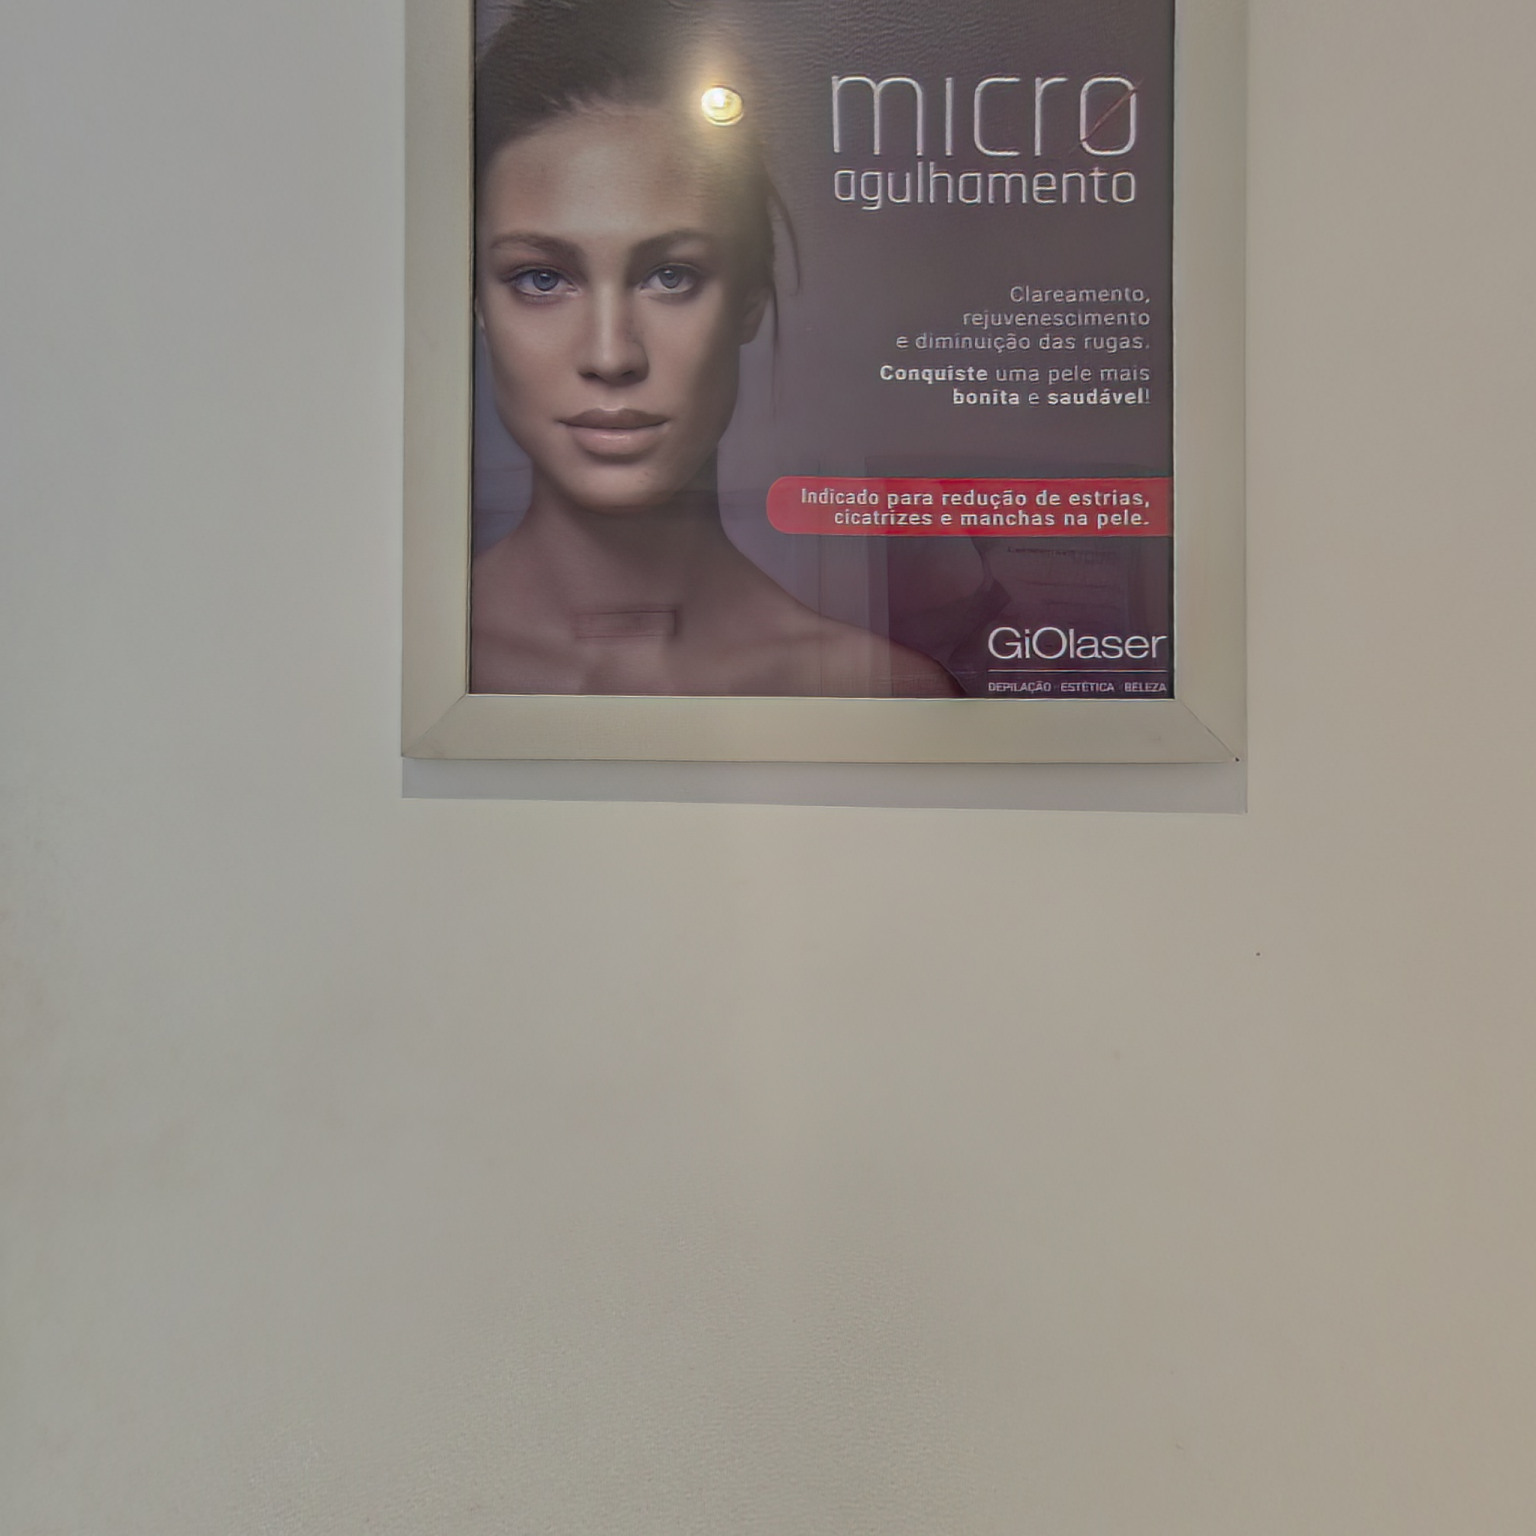 micro
agulhamento
Clareamento,
rejuvenescimento
e diminuição das rugas.
Conquiste uma pele mais
bonita e saudável!
Indicado para redução de estrias,
cicatrizes e manchas na pele.
GiOlaser
DEPILAÇÃO ESTÉTICA BELEZA